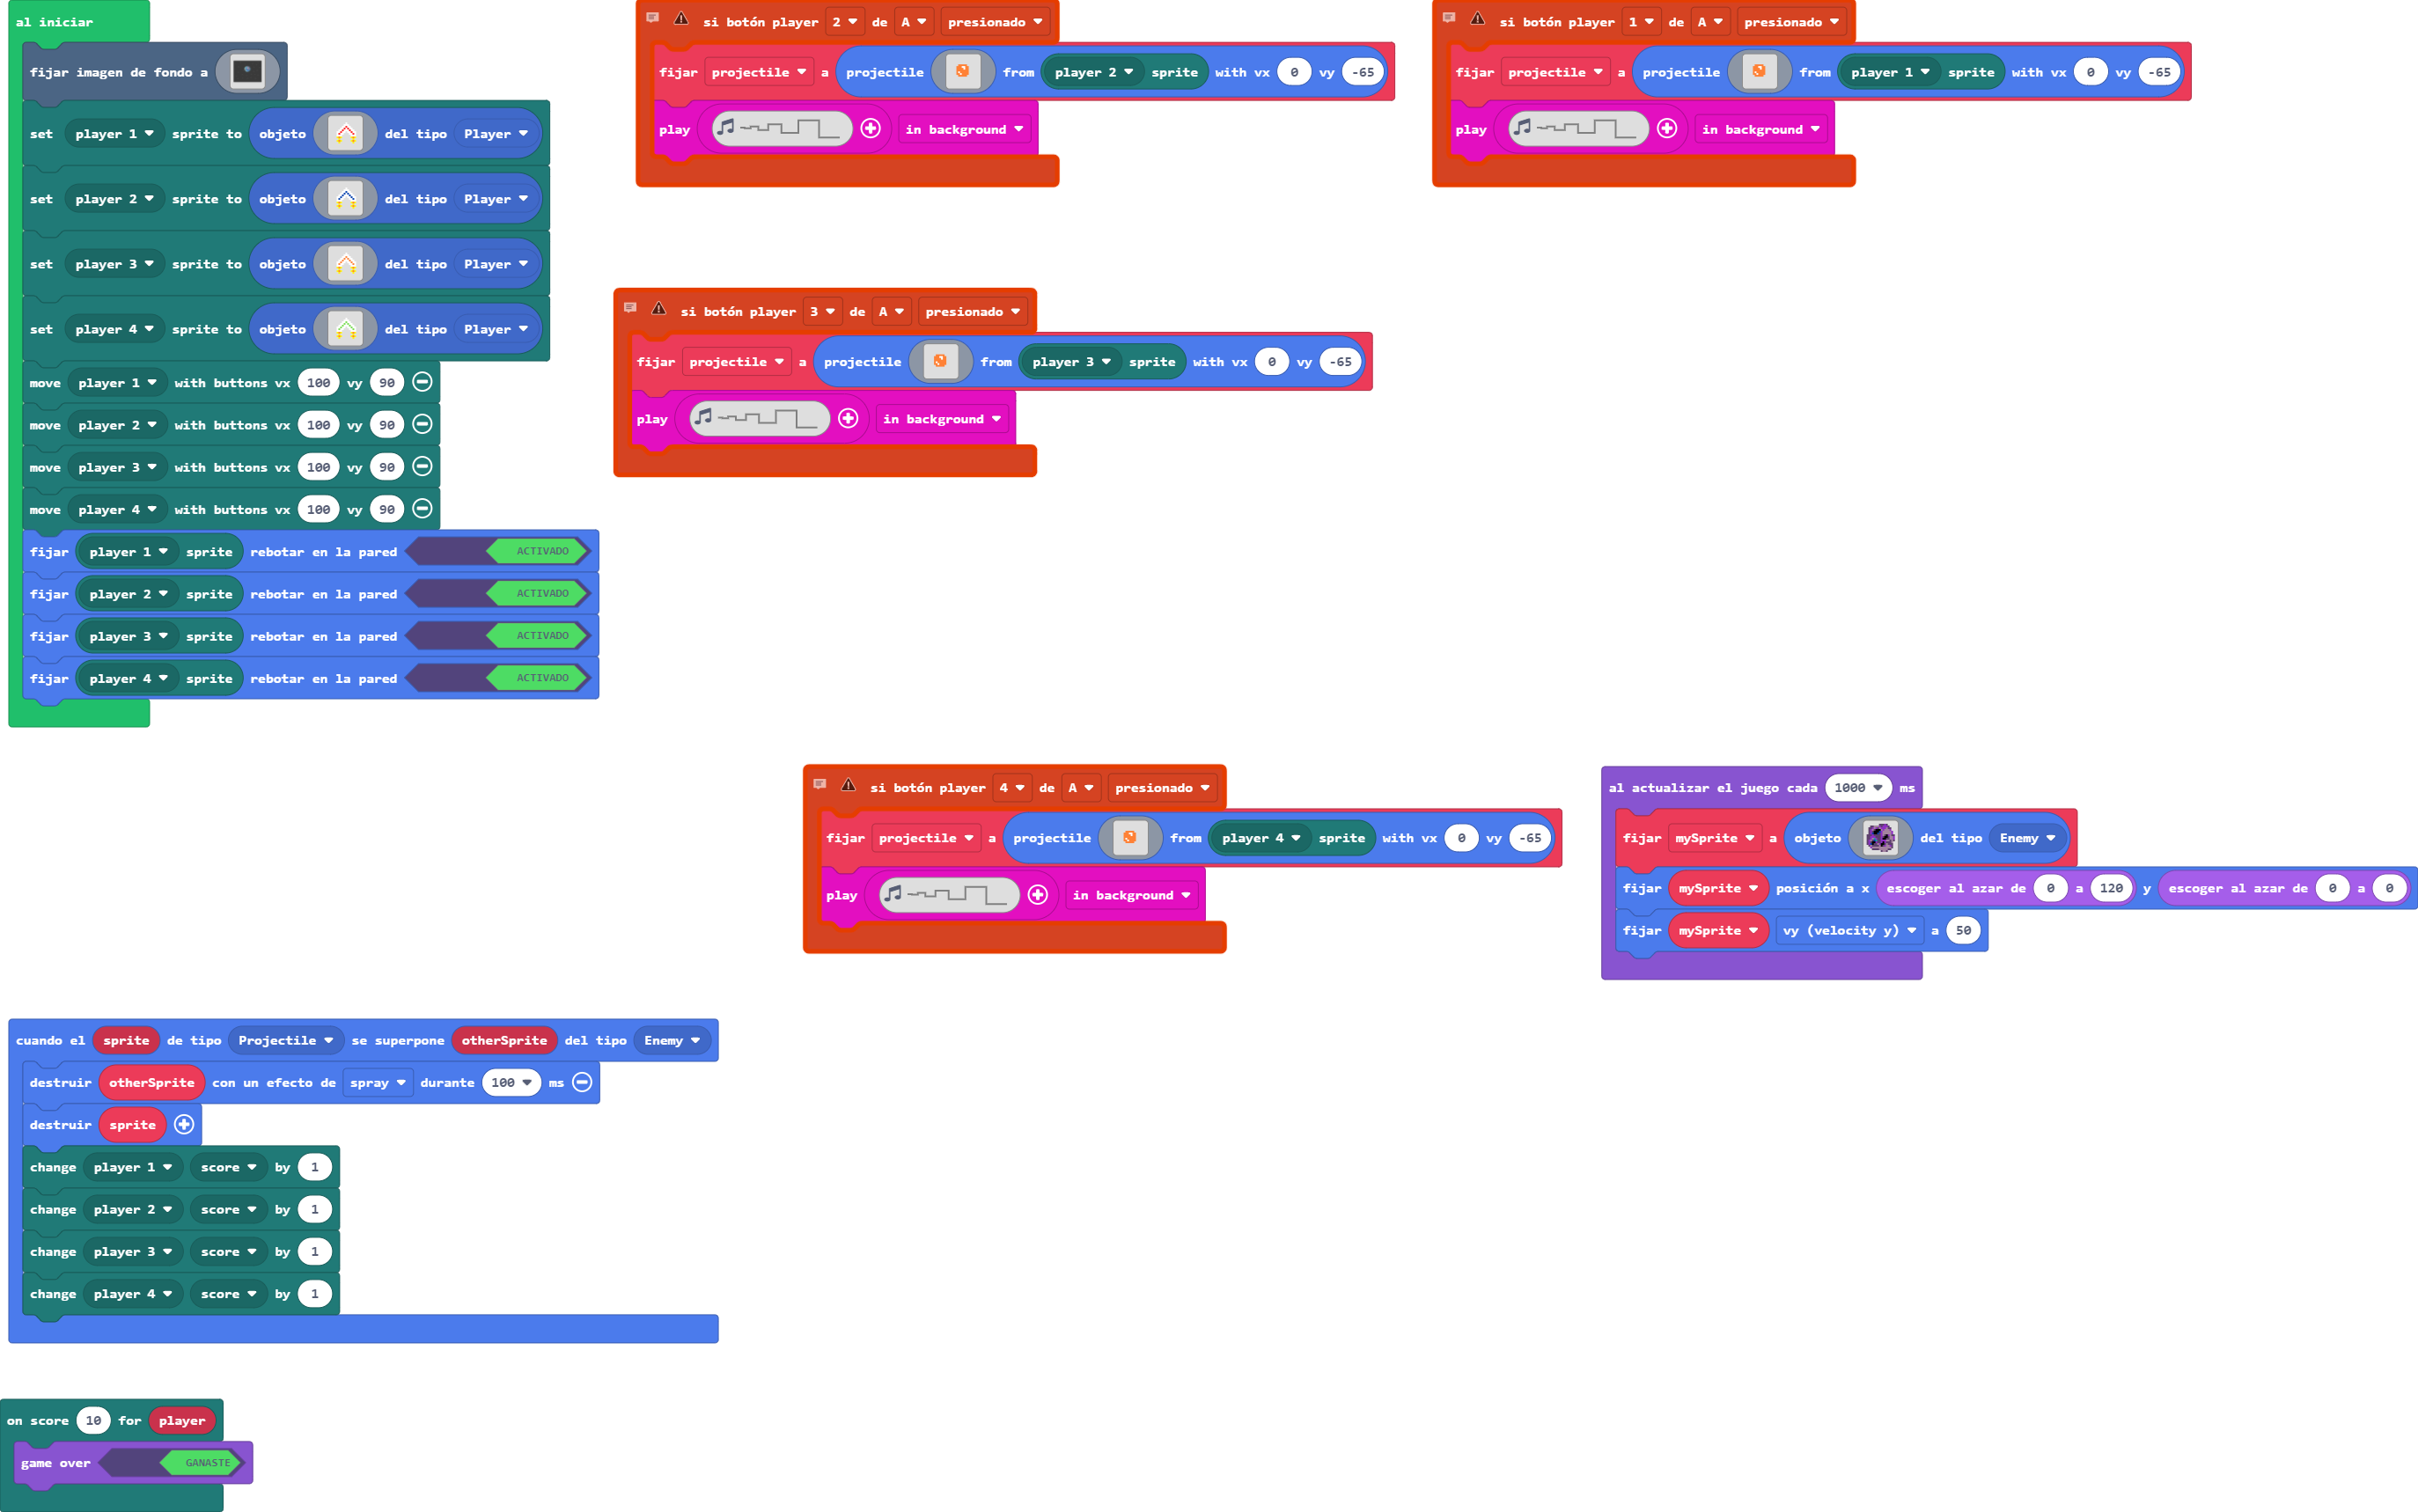 al iniciar
fijar imagen de fondo a
set player 1 sprite to objeto del tipo Player
set player 2 sprite to objeto del tipo Player
set player 3 sprite to objeto del tipo Player
set player 4 sprite to objeto del tipo Player
move player 1 with buttons vx 100 vy 90
move player 2 with buttons vx 100 vy 90
move player 3 with buttons vx 100 vy 90
move player 4 with buttons vx 100 vy 90
fijar player 1 sprite rebotar en la pared ACTIVADO
fijar player 2 sprite rebotar en la pared ACTIVADO
fijar player 3 sprite rebotar en la pared ACTIVADO
fijar player 4 sprite rebotar en la pared ACTIVADO
si botón player 2 de A presionado
fijar projectile a projectile from player 2 sprite with vx 0 vy -65
play in background
si botón player 1 de A presionado
fijar projectile a projectile from player 1 sprite with vx 0 vy -65
play in background
si botón player 3 de A presionado
fijar projectile a projectile from player 3 sprite with vx 0 vy -65
play in background
si botón player 4 de A presionado
fijar projectile a projectile from player 4 sprite with vx 0 vy -65
play in background
al actualizar el juego cada 1000 ms
fijar mySprite a objeto del tipo Enemy
fijar mySprite posición a x escoger al azar de 0 a 120 y escoger al azar de 0 a 0
fijar mySprite vy (velocity y) a 50
cuando el sprite de tipo Projectile se superpone otherSprite del tipo Enemy
destruir otherSprite con un efecto de spray durante 100 ms
destruir sprite
change player 1 score by 1
change player 2 score by 1
change player 3 score by 1
change player 4 score by 1
on score 10 for player
game over GANASTE